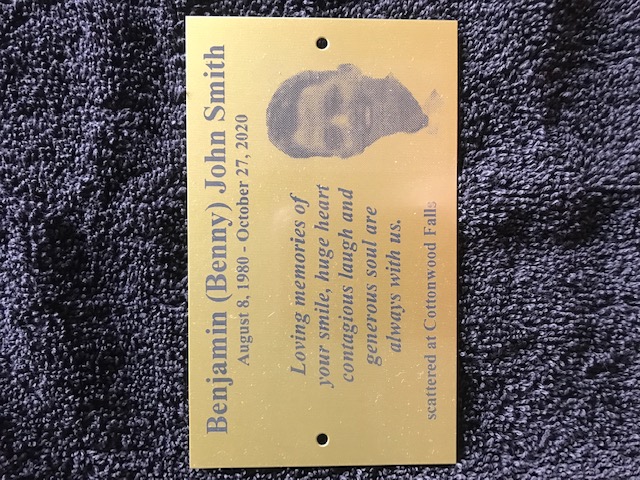 Benjamin (Benny) John Smith
August 8, 1980 - October 27, 2020
Loving memories of
your smile, huge heart
contagious laugh and
generous soul are
always with us.
scattered at Cottonwood Falls